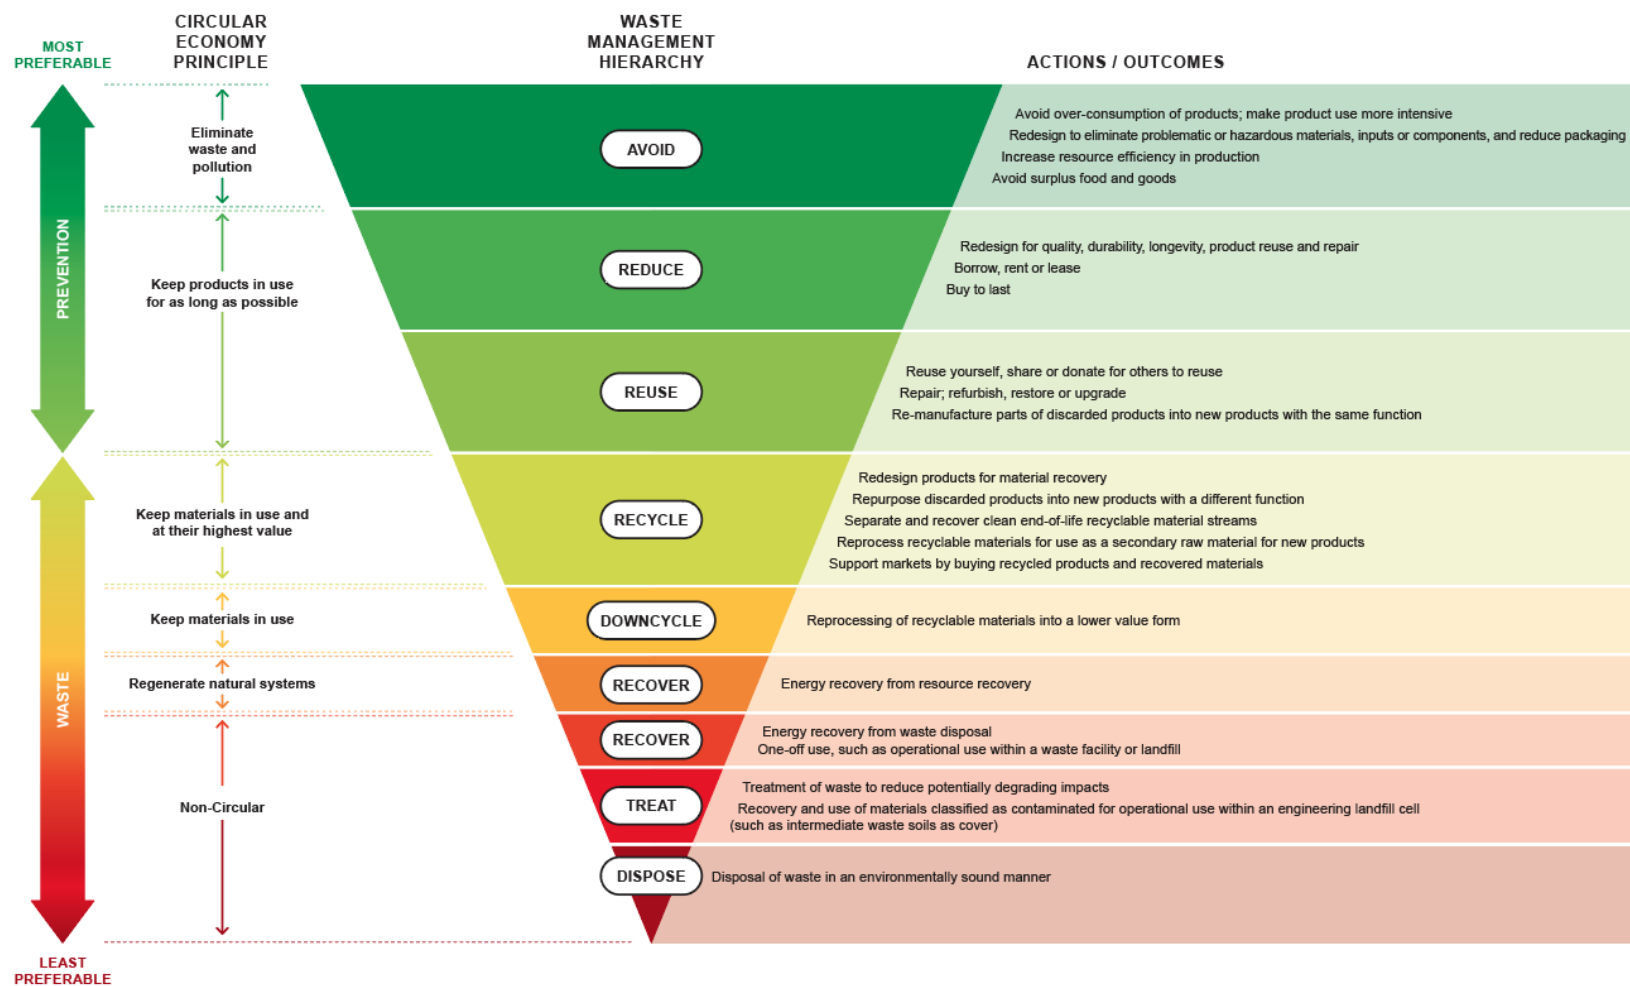 MOST
PREFERABLE
CIRCULAR
ECONOMY
PRINCIPLE
WASTE
MANAGEMENT
HIERARCHY
ACTIONS / OUTCOMES
PREVENTION
Eliminate
waste and
pollution
AVOID
Avoid over-consumption of products; make product use more intensive
Redesign to eliminate problematic or hazardous materials, inputs or components, and reduce packaging
Increase resource efficiency in production
Avoid surplus food and goods
Keep products in use
for as long as possible
REDUCE
Redesign for quality, durability, longevity, product reuse and repair
Borrow, rent or lease
Buy to last
REUSE
Reuse yourself, share or donate for others to reuse
Repair; refurbish, restore or upgrade
Re-manufacture parts of discarded products into new products with the same function
WASTE
Keep materials in use and
at their highest value
RECYCLE
Redesign products for material recovery
Repurpose discarded products into new products with a different function
Separate and recover clean end-of-life recyclable material streams
Reprocess recyclable materials for use as a secondary raw material for new products
Support markets by buying recycled products and recovered materials
Keep materials in use
DOWNCYCLE
Reprocessing of recyclable materials into a lower value form
Regenerate natural systems
RECOVER
Energy recovery from resource recovery
Non-Circular
RECOVER
Energy recovery from waste disposal
One-off use, such as operational use within a waste facility or landfill
TREAT
Treatment of waste to reduce potentially degrading impacts
Recovery and use of materials classified as contaminated for operational use within an engineering landfill cell
(such as intermediate waste soils as cover)
DISPOSE
Disposal of waste in an environmentally sound manner
LEAST
PREFERABLE